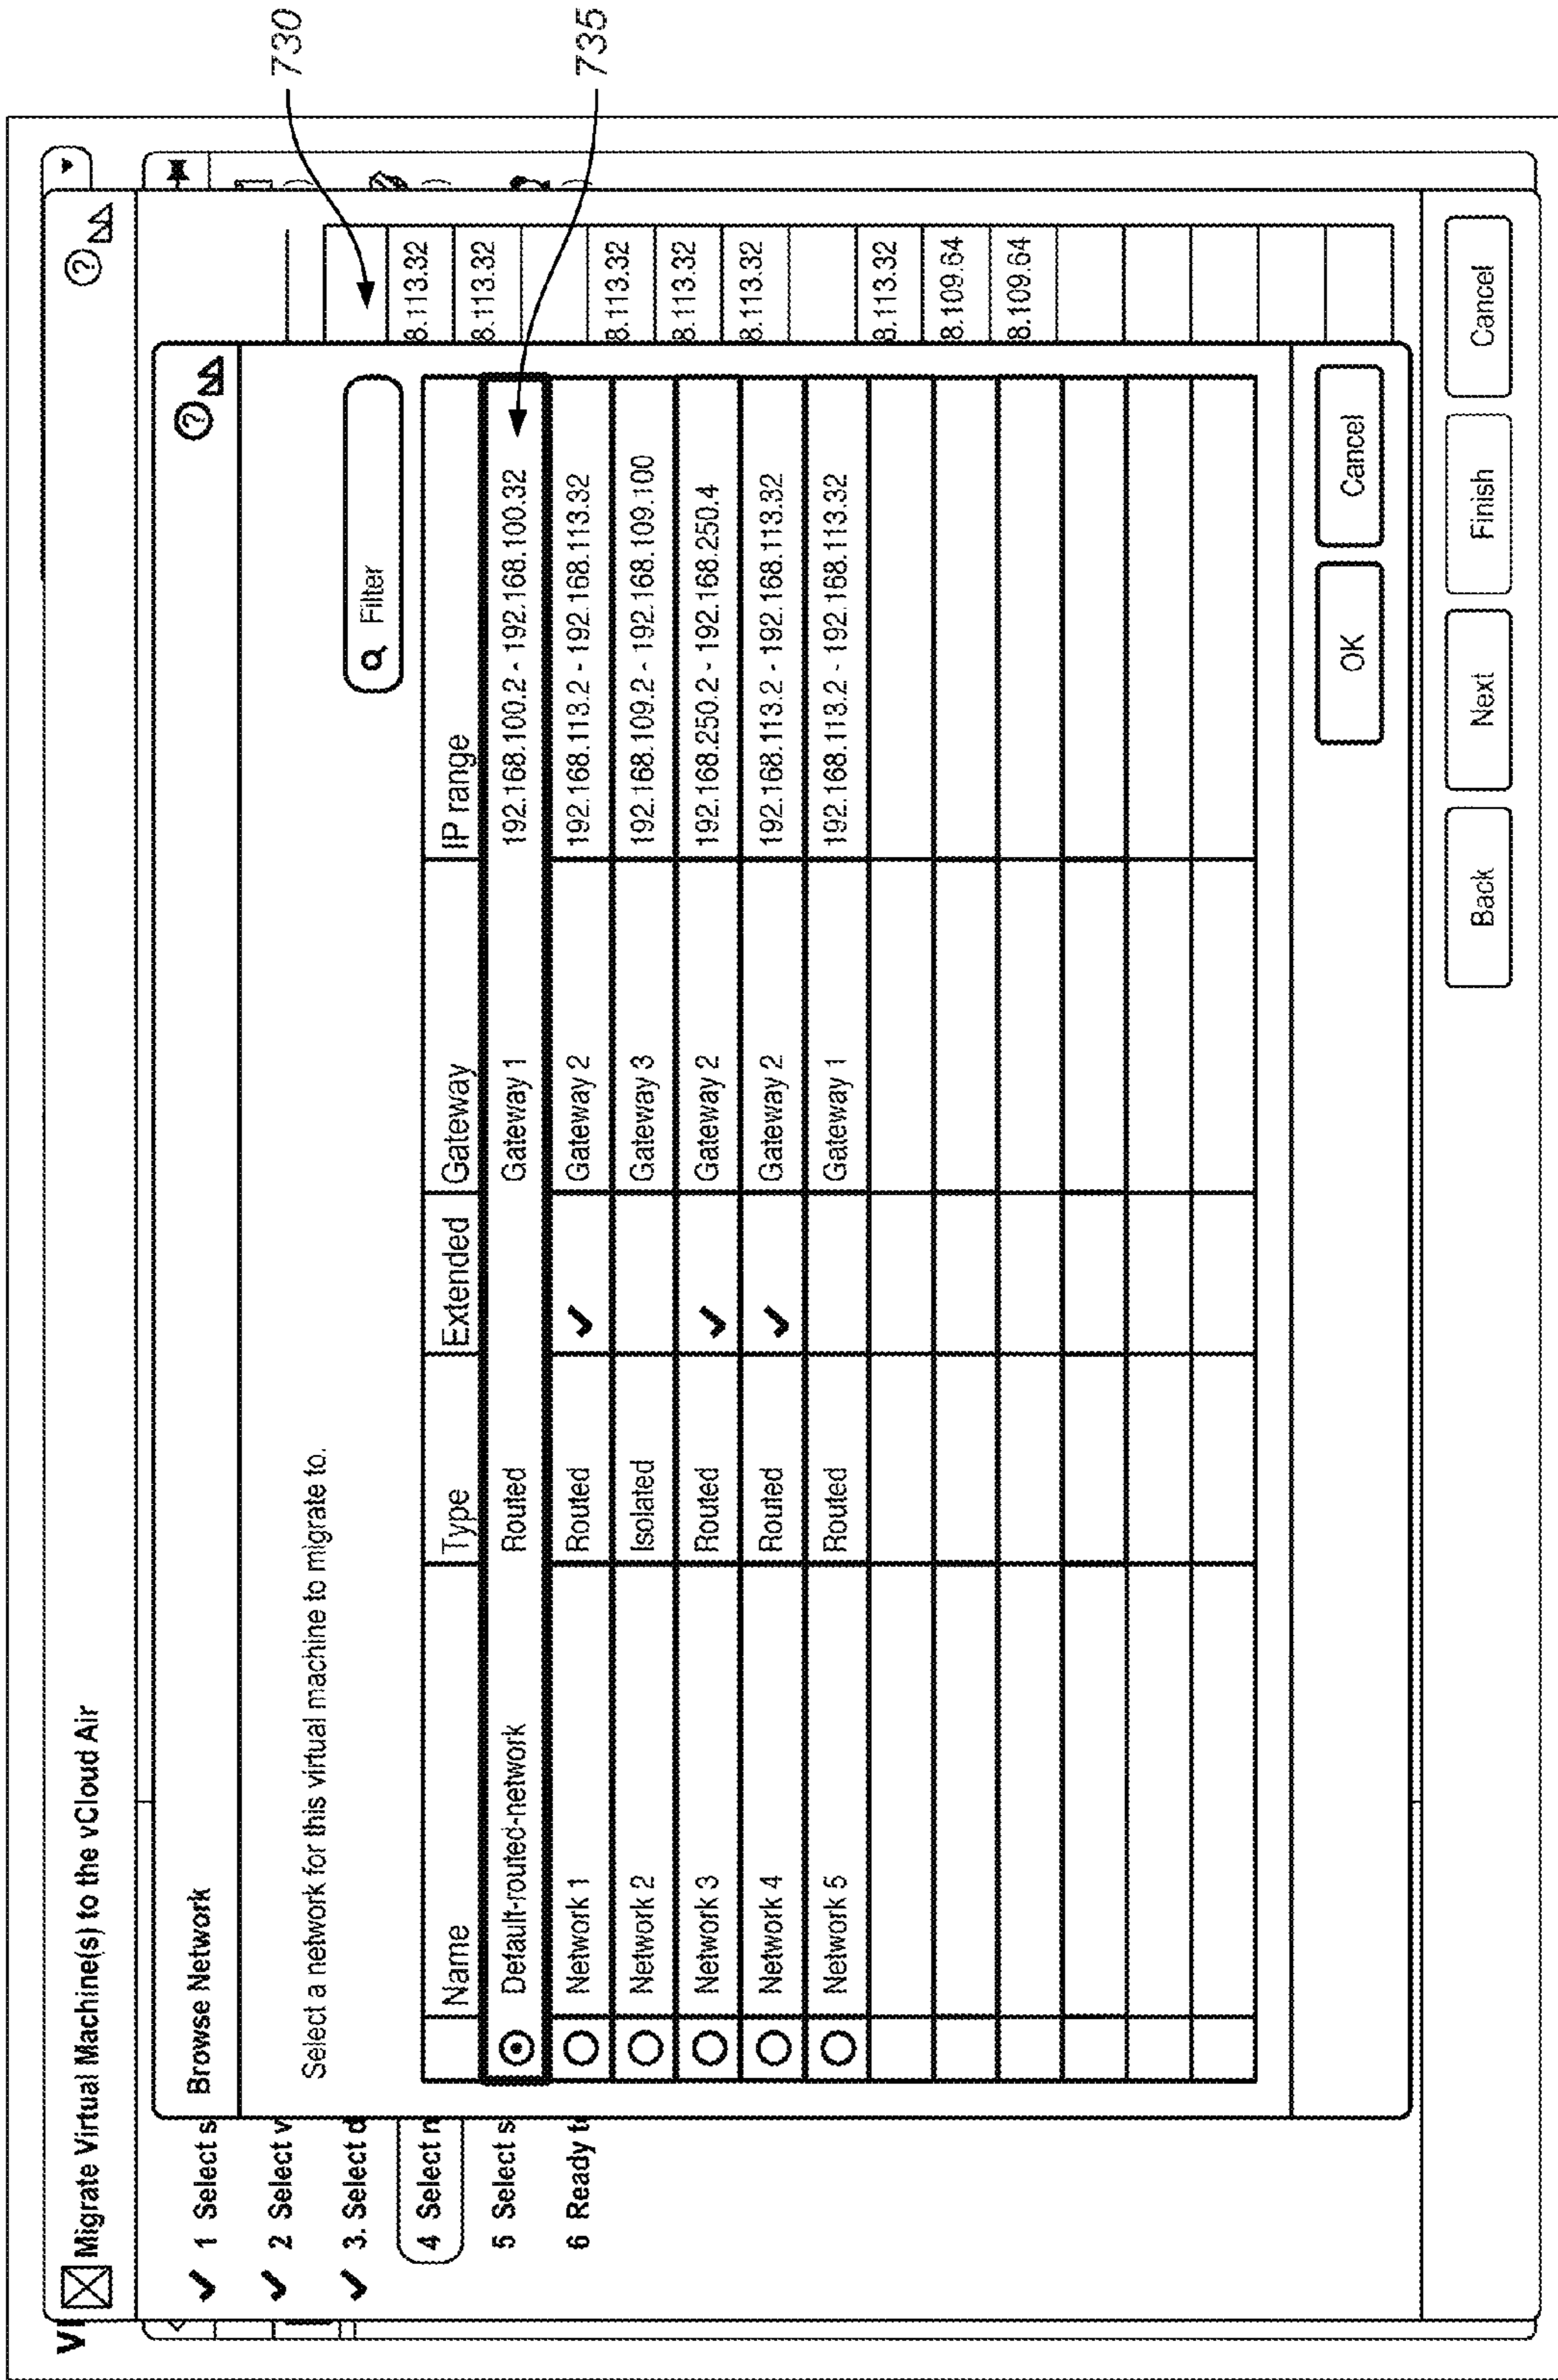 730
735
Migrate Virtual Machine(s) to the vCloud Air
1 Select s
2 Select v
3. Select d
4 Select n
5 Select s
6 Ready to
Browse Network
Select a network for this virtual machine to migrate to.
Filter
Name Type Extended Gateway IP range
Default-routed-network Routed Gateway 1 192.168.100.2 - 192.168.100.32
Network 1 Routed ✓ Gateway 2 192.168.113.2 - 192.168.113.32
Network 2 Isolated Gateway 3 192.168.109.2 - 192.168.109.100
Network 3 Routed ✓ Gateway 2 192.168.250.2 - 192.168.250.4
Network 4 Routed ✓ Gateway 2 192.168.113.2 - 192.168.113.32
Network 5 Routed Gateway 1 192.168.113.2 - 192.168.113.32
8.113.32
8.113.32
8.113.32
8.113.32
8.113.32
8.113.32
8.109.64
8.109.64
OK Cancel
Back Next Finish Cancel